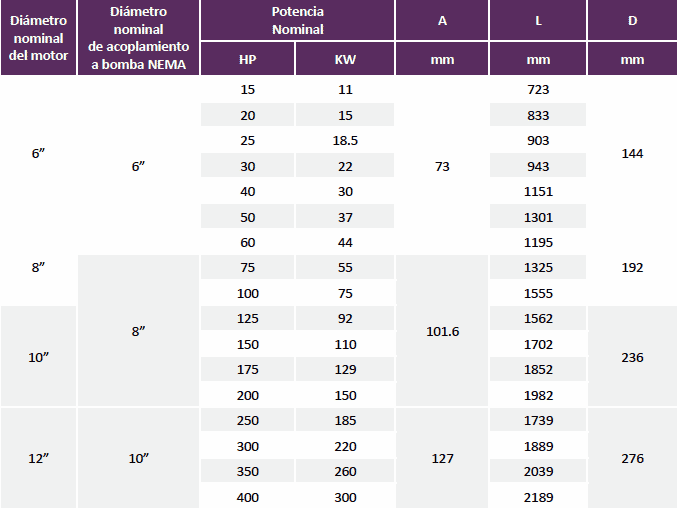 Diámetro nominal del motor | Diámetro nominal de acoplamiento a bomba NEMA | Potencia Nominal | A | L | D
HP | KW | mm | mm | mm
15 11 723
20 15 833
25 18.5 903
6” 144
30 22 943
6” 73
40 30 1151
50 37 1301
60 44 1195
75 55 1325
8” 192
100 75 1555
125 92 1562
8” 101.6
150 110 1702
10” 236
175 129 1852
200 150 1982
250 185 1739
300 220 1889
12” 10” 127 276
350 260 2039
400 300 2189